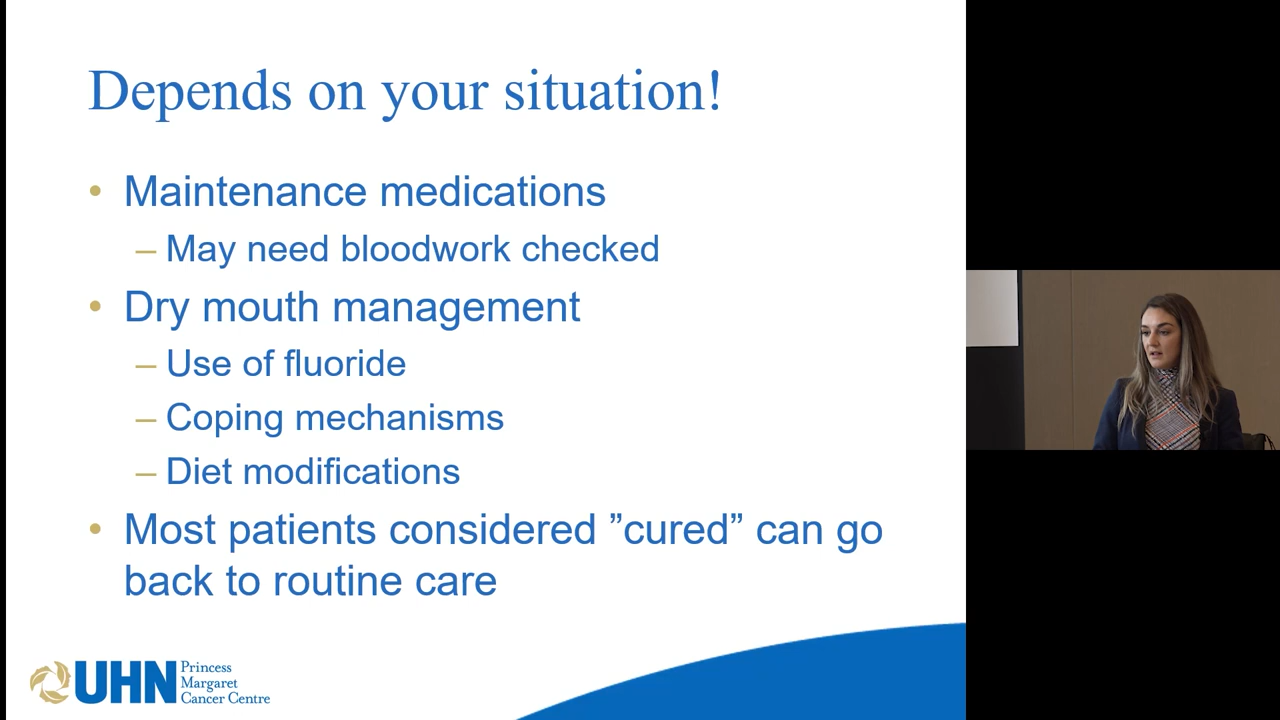 Depends on your situation!
• Maintenance medications
– May need bloodwork checked
• Dry mouth management
– Use of fluoride
– Coping mechanisms
– Diet modifications
• Most patients considered ”cured” can go
back to routine care
UHN
Princess
Margaret
Cancer Centre